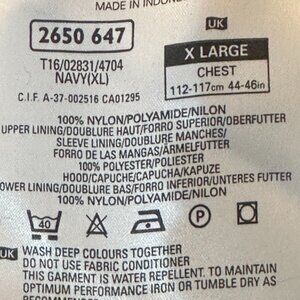 MADE IN INDONE
UK
2650 647
X LARGE
CHEST
112-117cm 44-46in
T16/02831/4704
NAVY(XL)
C.I.F. A-37-002516 CA01295
100% NYLON/POLYAMIDE/NILON
UPPER LINING/DOUBLURE HAUT/FORRO SUPERIOR/OBERFUTTER
SLEEVE LINING/DOUBLURE MANCHES/
FORRO DE LAS MANGAS/ÄRMELFUTTER
100% POLYESTER/POLIESTER
HOOD/CAPUCHE/CAPUCHA/KAPUZE
OWER LINING/DOUBLURE BAS/FORRO INFERIOR/UNTERES FUTTER
100% NYLON/POLYAMIDE/NILON
40
P
UK WASH DEEP COLOURS TOGETHER
DO NOT USE FABRIC CONDITIONER
THIS GARMENT IS WATER REPELLENT. TO MAINTAIN
OPTIMUM PERFORMANCE IRON OR TUMBLE DRY AS